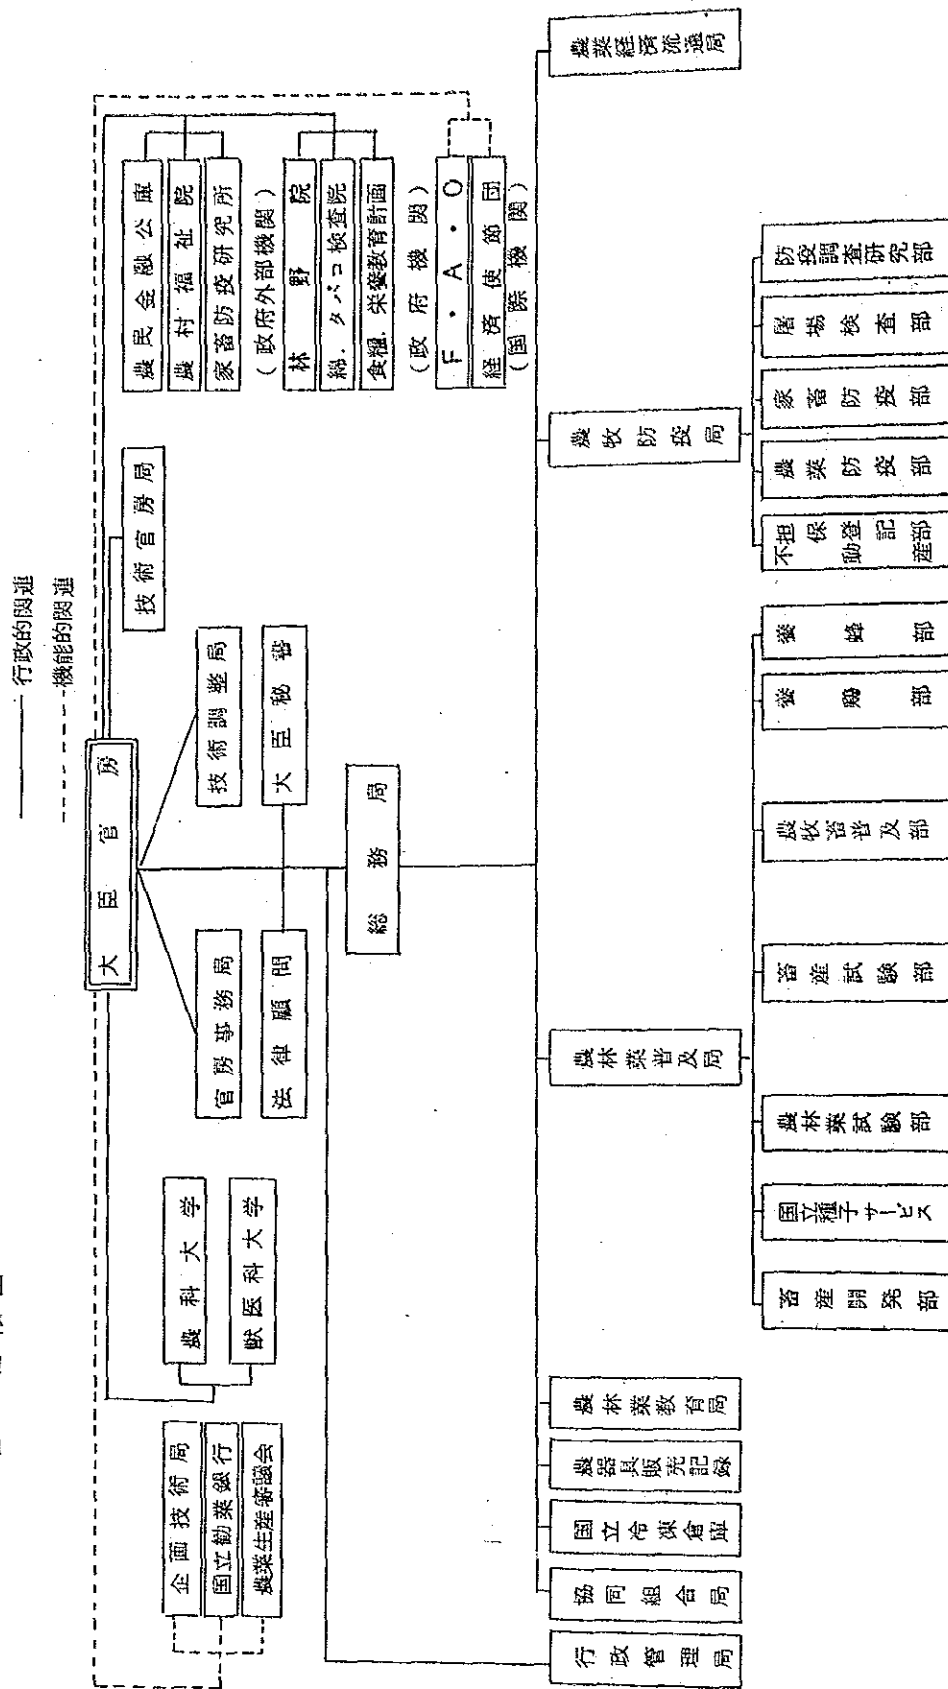 行政的関連
機能的関連
大臣官房
企画技術局
国立勧業銀行
農業生産審議会
農科大学
獣医科大学
官房事務局
技術調整局
法律顧問
大臣秘書
技術官房局
農民金融公庫
農村福祉院
家畜防疫研究所
(政府外部機関)
林野院
綿.タバコ検査院
食糧.栄養教育計画
(政府機関)
F・A・O
経済使節団
(国際機関)
総務局
行政管理局
協同組合局
国立冷凍倉庫
農器具販売記録
農林業教育局
農林業普及局
農牧防疫局
農業経済流通局
畜産開発部
国立種子サービス
農林業試験部
畜産試験部
農牧畜普及部
養鶏部
養蜂部
不担保動登記産部
農業防疫部
家畜防疫部
屠場検査部
防疫調査研究部